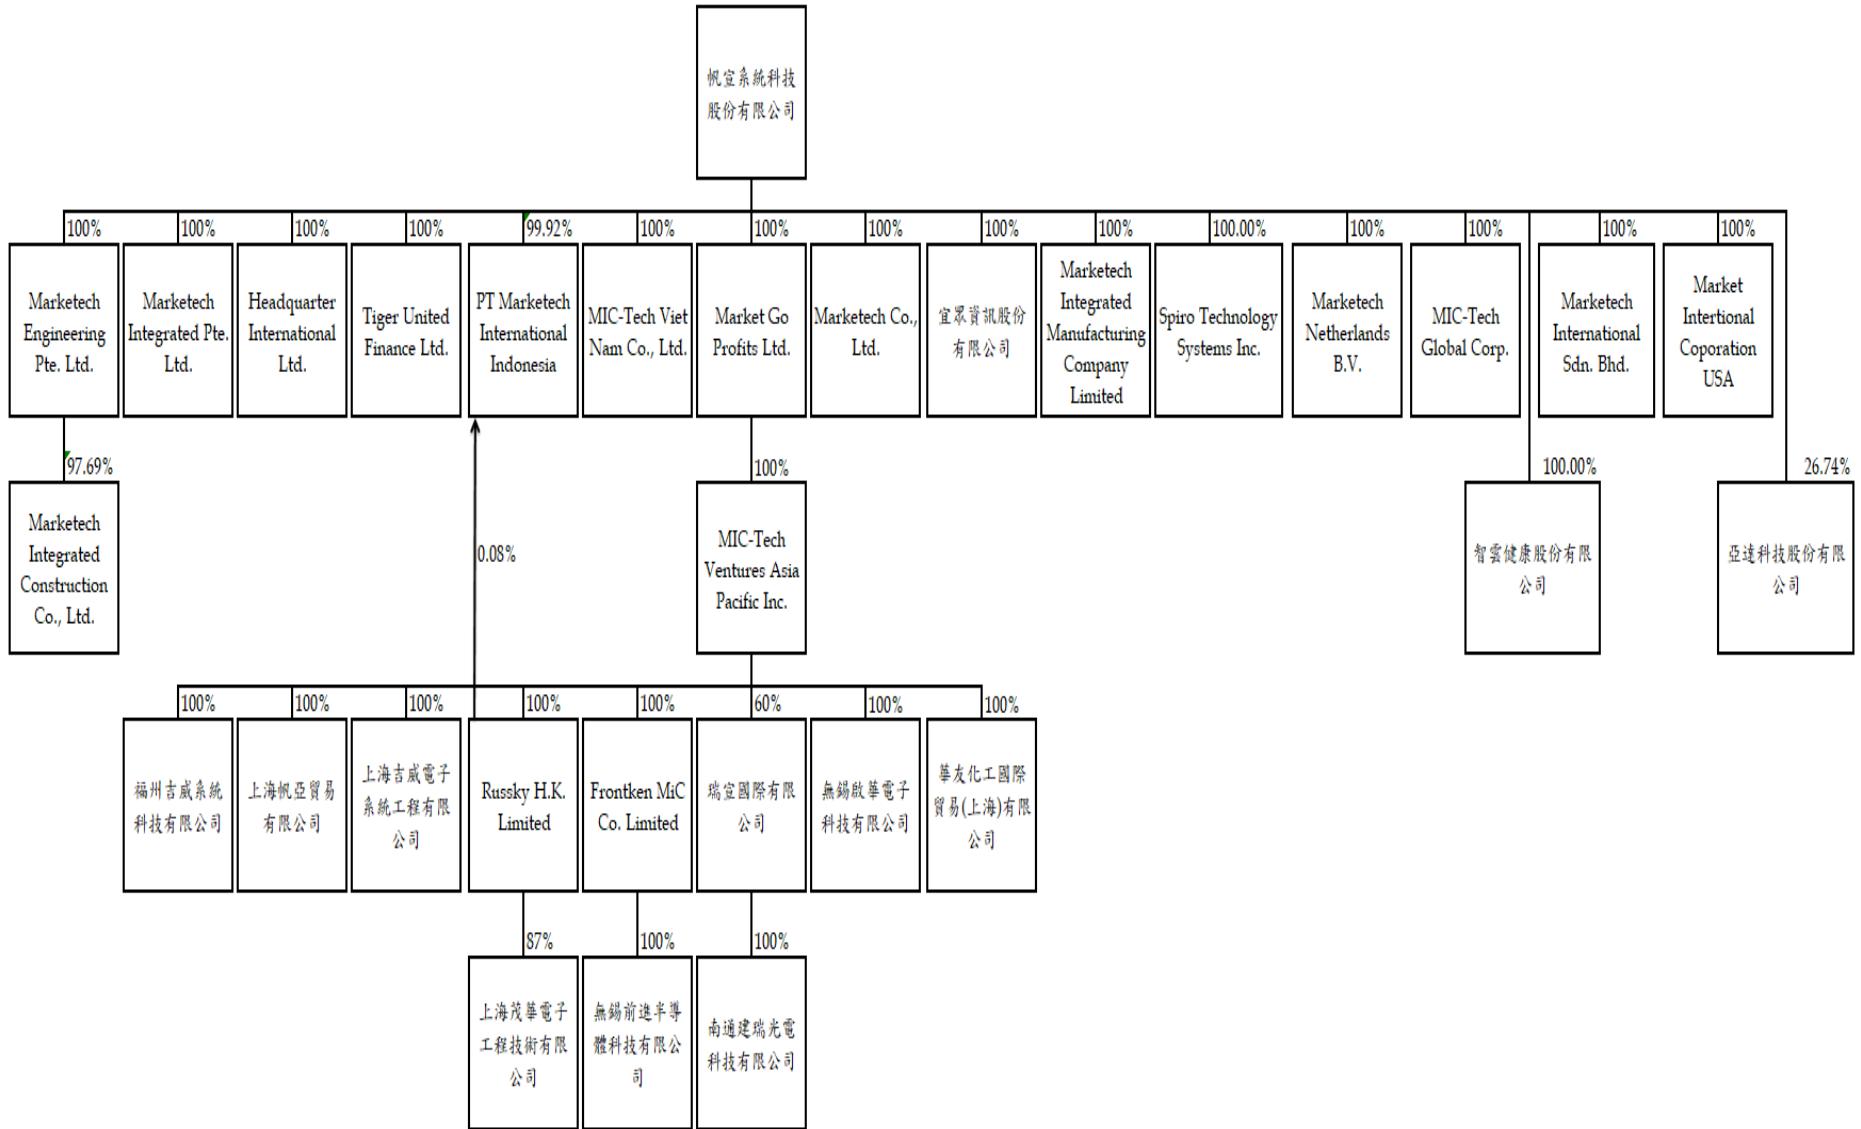 帆宣系統科技
股份有限公司
100%
100%
100%
100%
99.92%
100%
100%
100%
100%
100%
100.00%
100%
100%
100%
100%
Marketech
Engineering
Pte. Ltd.
Marketech
Integrated Pte.
Ltd.
Headquarter
International
Ltd.
Tiger United
Finance Ltd.
PT Marketech
International
Indonesia
MIC-Tech Viet
Nam Co., Ltd.
Market Go
Profits Ltd.
Marketech Co.,
Ltd.
宜眾資訊股份
有限公司
Marketech
Integrated
Manufacturing
Company
Limited
Spiro Technology
Systems Inc.
Marketech
Netherlands
B.V.
MIC-Tech
Global Corp.
Marketech
International
Sdn. Bhd.
Market
Intertional
Coporation
USA
97.69%
100%
100.00%
26.74%
Marketech
Integrated
Construction
Co., Ltd.
0.08%
MIC-Tech
Ventures Asia
Pacific Inc.
智雲健康股份有限
公司
亞達科技股份有限
公司
100%
100%
100%
100%
100%
60%
100%
100%
福州吉威系統
科技有限公司
上海帆亞貿易
有限公司
上海吉威電子
系統工程有限
公司
Russky H.K.
Limited
Frontken MiC
Co. Limited
瑞宣國際有限
公司
無錫啟華電子
科技有限公司
華友化工國際
貿易(上海)有限
公司
87%
100%
100%
上海茂華電子
工程技術有限
公司
無錫前進半導
體科技有限公
司
南通建瑞光電
科技有限公司